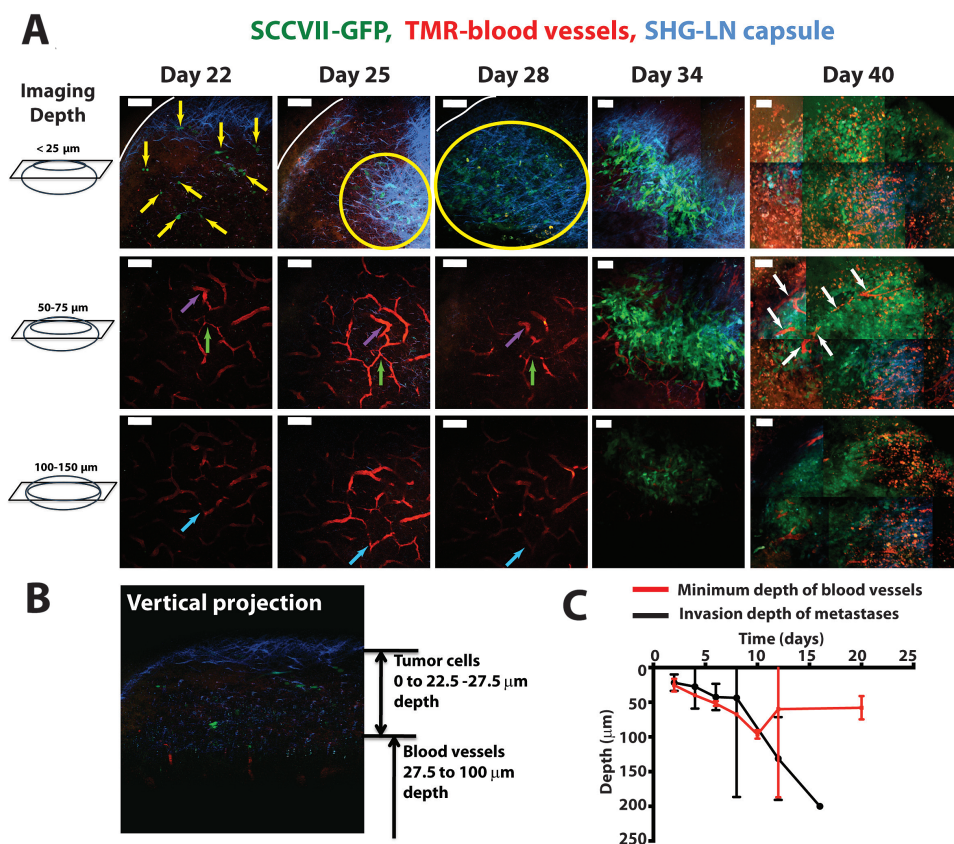 A
SCCVII-GFP, TMR-blood vessels, SHG-LN capsule
Imaging
Depth
Day 22
Day 25
Day 28
Day 34
Day 40
< 25 µm
50-75 µm
100-150 µm
B
Vertical projection
Tumor cells
0 to 22.5 -27.5 µm
depth
Blood vessels
27.5 to 100 µm
depth
C
Minimum depth of blood vessels
Invasion depth of metastases
Time (days)
0 5 10 15 20 25
0
50
100
150
200
250
Depth (µm)